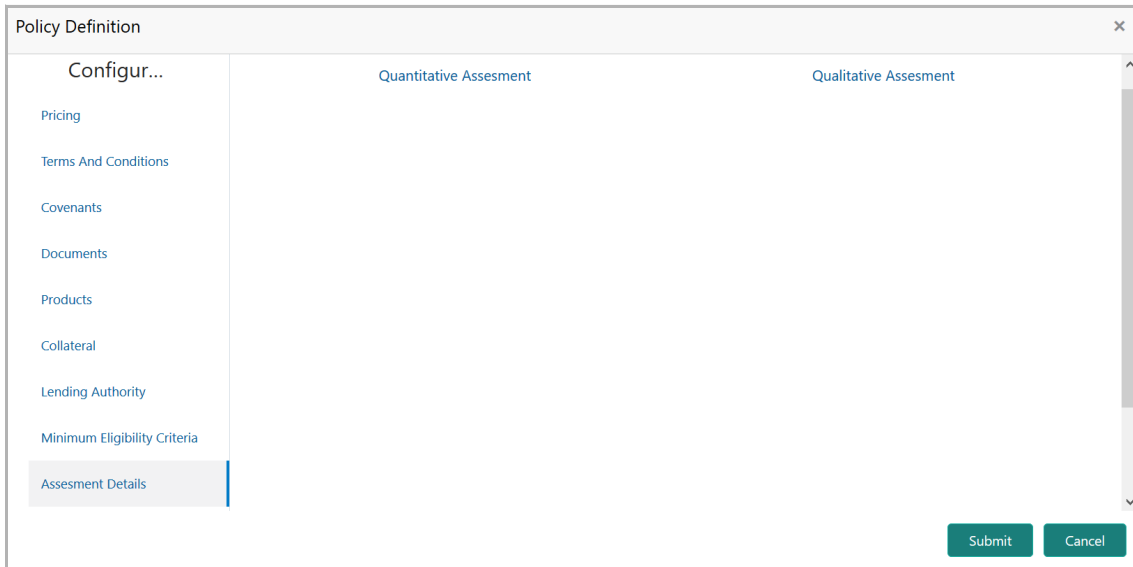 Policy Definition
×
Configur...
Quantitative Assesment
Qualitative Assesment
Pricing
Terms And Conditions
Covenants
Documents
Products
Collateral
Lending Authority
Minimum Eligibility Criteria
Assesment Details
Submit
Cancel